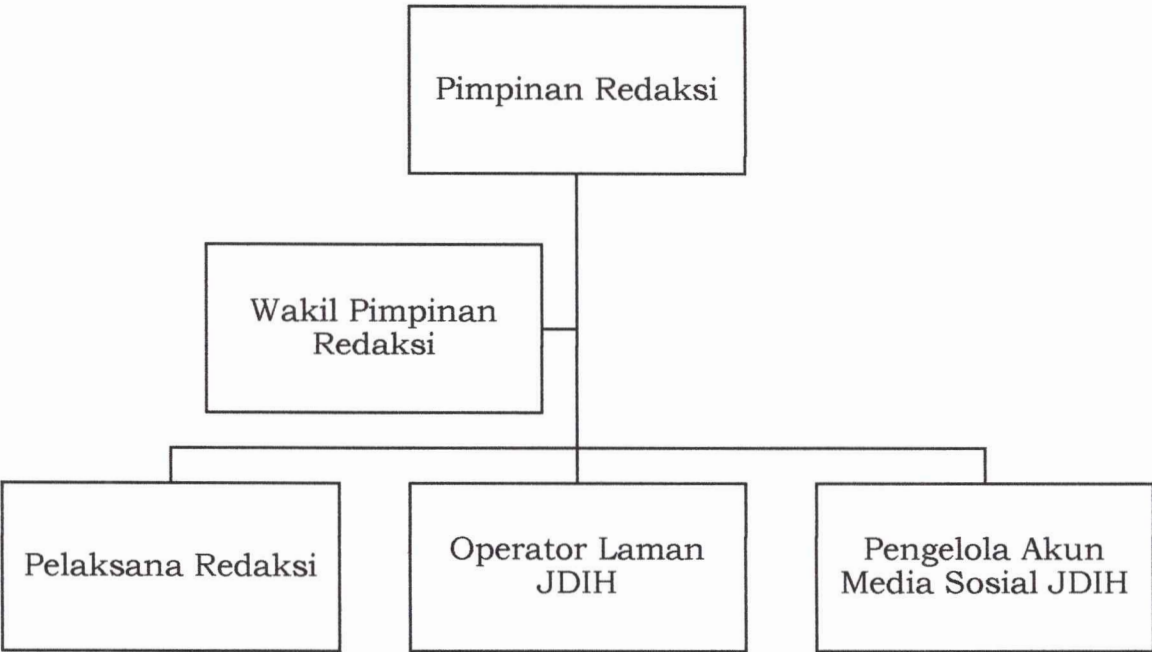 Pimpinan Redaksi
Wakil Pimpinan
Redaksi
Pelaksana Redaksi
Operator Laman
JDIH
Pengelola Akun
Media Sosial JDIH